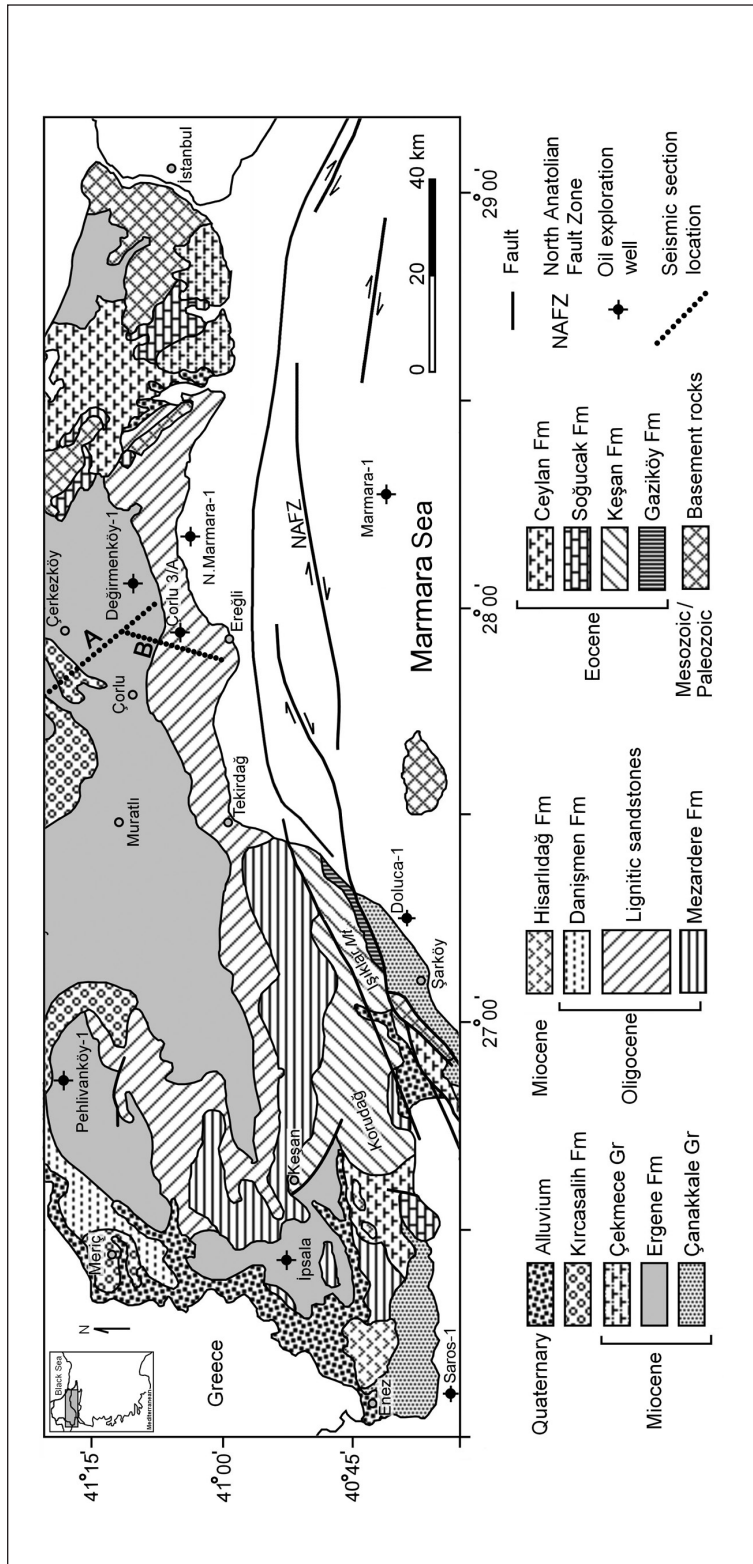 Black Sea
Mediterranean
N
Greece
41°15'
41°00'
40°45'
27°00'
28°00'
29°00'
Meriç
Pehlivanköy-1
Muratlı
Çorlu
Çerkezköy
A
B
Değirmenköy-1
Çorlu 3/A
N.Marmara-1
Ereğli
Tekirdağ
İstanbul
İpsala
Keşan
Enez
Saros-1
Korudağ
Işıklar Mt.
Şarköy
Doluca-1
NAFZ
Marmara-1
Marmara Sea
0 20 40 km
Quaternary
Alluvium
Kırcasalih Fm
Miocene
Çekmece Gr
Ergene Fm
Çanakkale Gr
Miocene
Hisarlıdağ Fm
Oligocene
Danişmen Fm
Lignitic sandstones
Mezardere Fm
Eocene
Ceylan Fm
Soğucak Fm
Keşan Fm
Gaziköy Fm
Mesozoic/
Paleozoic
Basement rocks
Fault
NAFZ
North Anatolian
Fault Zone
Oil exploration
well
Seismic section
location